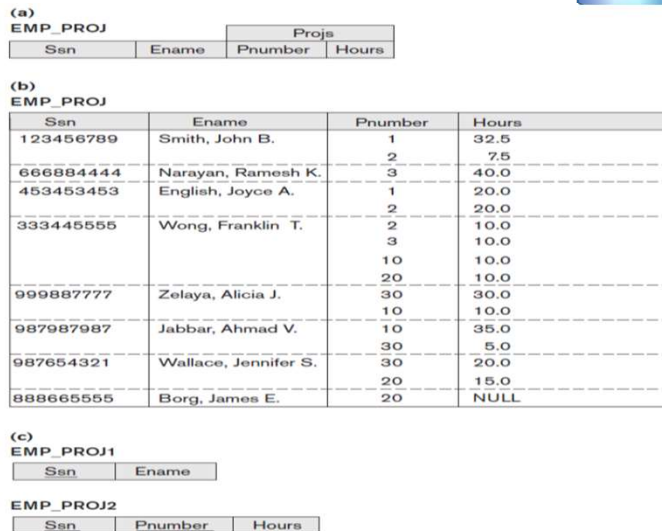 (a)
EMP_PROJ
Projs
Ssn Ename Pnumber Hours
(b)
EMP_PROJ
Ssn Ename Pnumber Hours
123456789 Smith, John B. 1 32.5
2 7.5
666884444 Narayan, Ramesh K. 3 40.0
453453453 English, Joyce A. 1 20.0
2 20.0
333445555 Wong, Franklin T. 2 10.0
3 10.0
10 10.0
20 10.0
999887777 Zelaya, Alicia J. 30 30.0
10 10.0
987987987 Jabbar, Ahmad V. 10 35.0
30 5.0
987654321 Wallace, Jennifer S. 30 20.0
20 15.0
888665555 Borg, James E. 20 NULL
(c)
EMP_PROJ1
Ssn Ename
EMP_PROJ2
Ssn Pnumber Hours